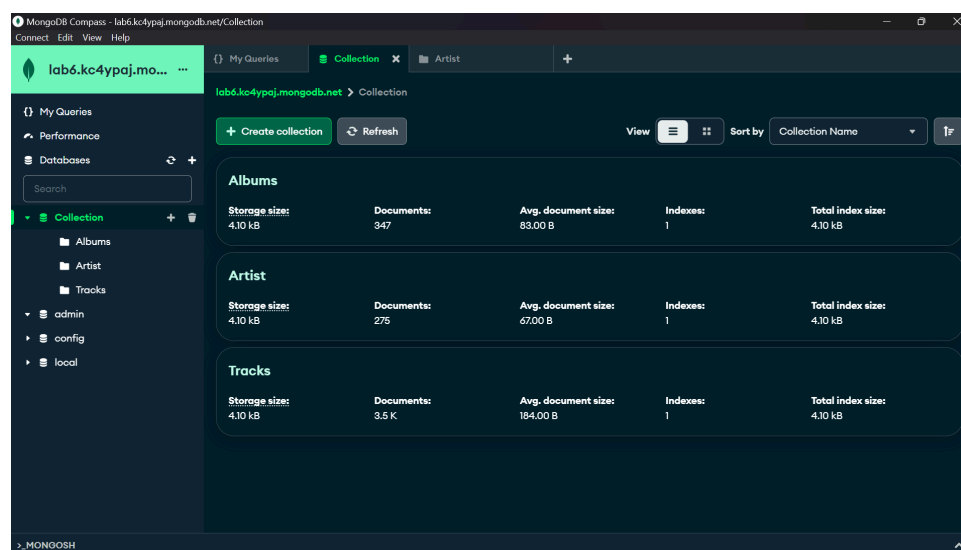 MongoDB Compass - lab6.kc4ypaj.mongodb.net/Collection
Connect Edit View Help
lab6.kc4ypaj.mo... ...
{} My Queries
Collection
Artist
lab6.kc4ypaj.mongodb.net > Collection
{} My Queries
Performance
Databases
Search
Collection
Albums
Artist
Tracks
admin
config
local
+ Create collection
Refresh
View
Sort by
Collection Name
Albums
Storage size: Documents: Avg. document size: Indexes: Total index size:
4.10 kB 347 83.00 B 1 4.10 kB
Artist
Storage size: Documents: Avg. document size: Indexes: Total index size:
4.10 kB 275 67.00 B 1 4.10 kB
Tracks
Storage size: Documents: Avg. document size: Indexes: Total index size:
4.10 kB 3.5 K 184.00 B 1 4.10 kB
>_MONGOSH